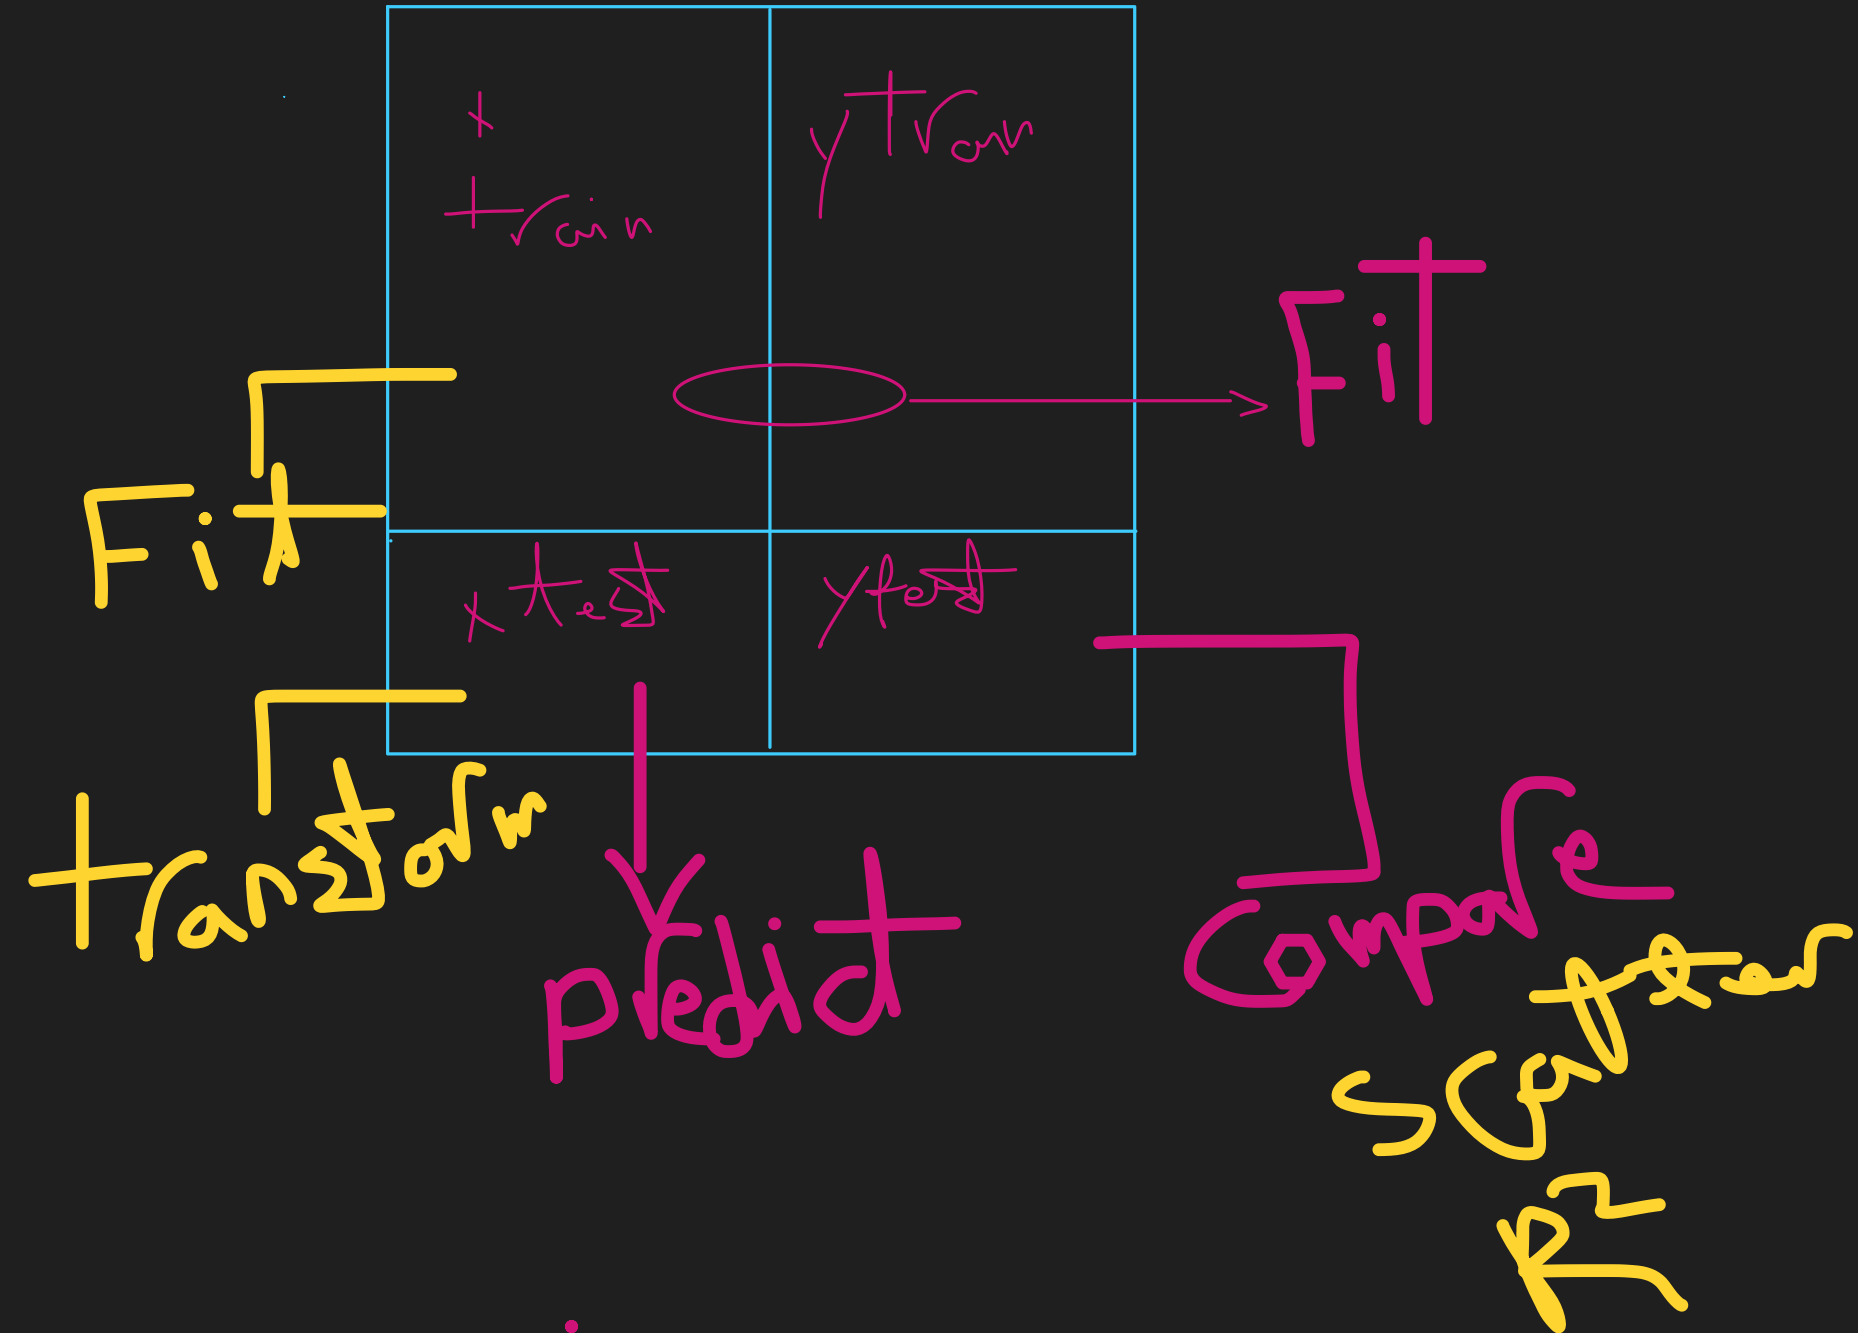 x
train
y Train
FiT
Fit
x test
y test
transform
predict
Compare
scatter
R²